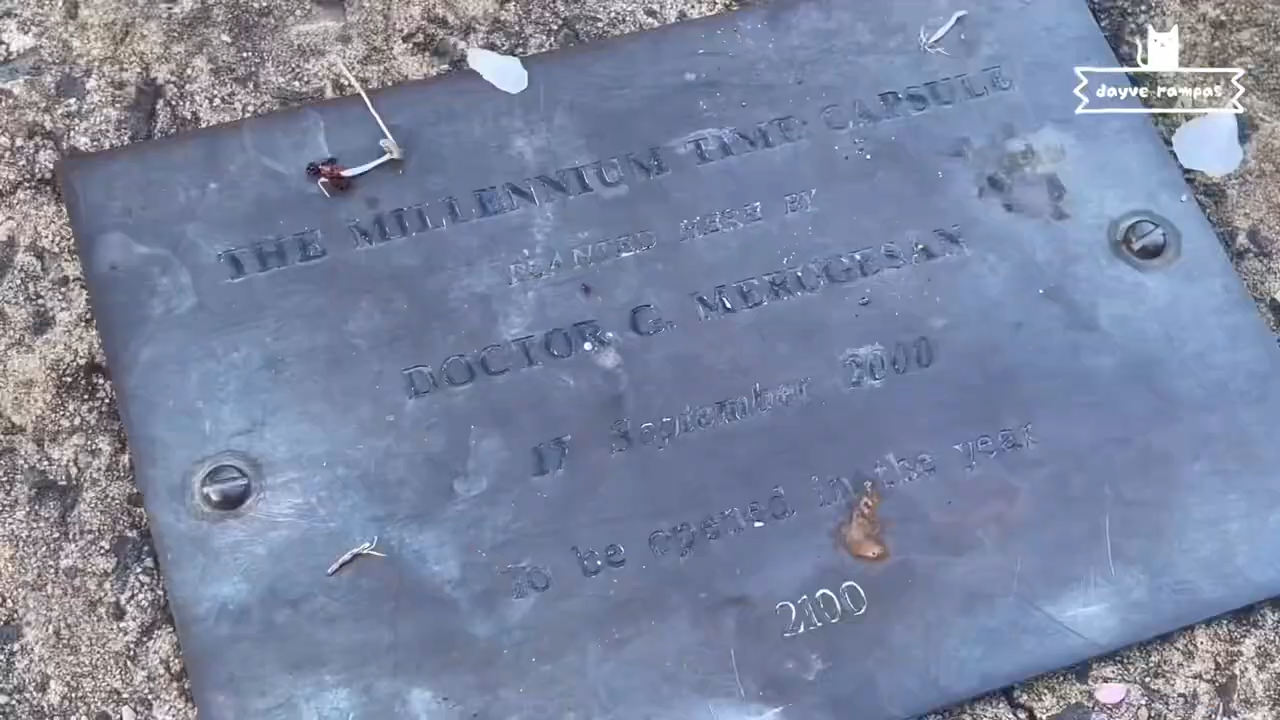 dayve rampas
THE MILLENNIUM TIME CAPSULE
PLANTED HERE BY
DOCTOR G. MERUGESAN
17 September 2000
To be opened in the year
2100